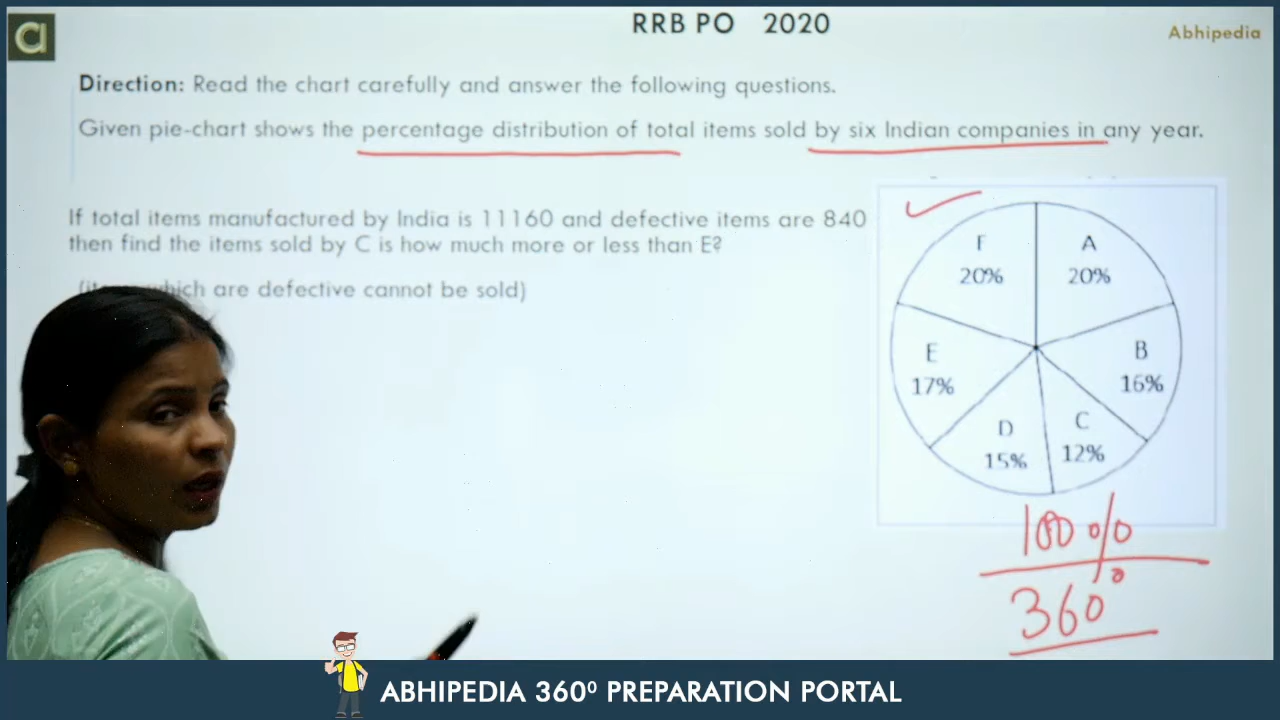 a
RRB PO 2020
Abhipedia
Direction: Read the chart carefully and answer the following questions.
Given pie-chart shows the percentage distribution of total items sold by six Indian companies in any year.
If total items manufactured by India is 11160 and defective items are 840
then find the items sold by C is how much more or less than E?
which are defective cannot be sold)
F
20%
A
20%
E
17%
B
16%
D
15%
C
12%
100%
360°
ABHIPEDIA 360⁰ PREPARATION PORTAL